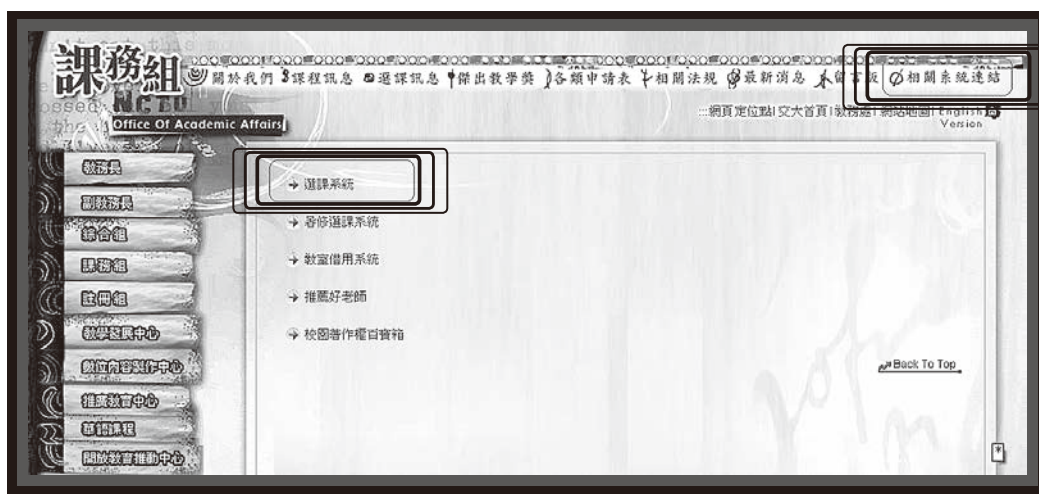 課務組
NCTU
Office Of Academic Affairs
關於我們 課程訊息 選課訊息 傑出教學獎 各類申請表 相關法規 最新消息 留言版 相關系統連結
:::網頁定位點| 交大首頁| 教務處| 網站地圖| English Version
教務長
副教務長
綜合組
課務組
註冊組
教學發展中心
數位內容製作中心
推廣教育中心
華語課程
開放教育推動中心
選課系統
暑修選課系統
教室借用系統
推薦好老師
校園著作權百寶箱
Back To Top